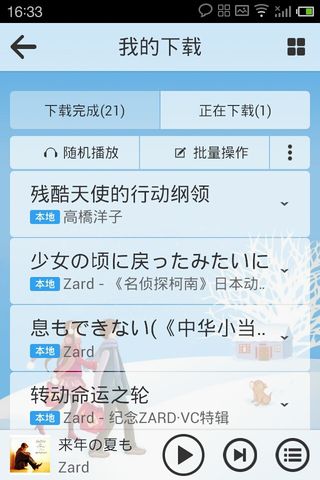 16:33
我的下载
下载完成(21)
正在下载(1)
随机播放
批量操作
残酷天使的行动纲领
本地 高橋洋子
少女の頃に戻ったみたいに
本地 Zard - 《名侦探柯南》日本动..
息もできない(《中华小当..
本地 Zard
转动命运之轮
本地 Zard - 纪念ZARD·VC特辑
来年の夏も
Zard